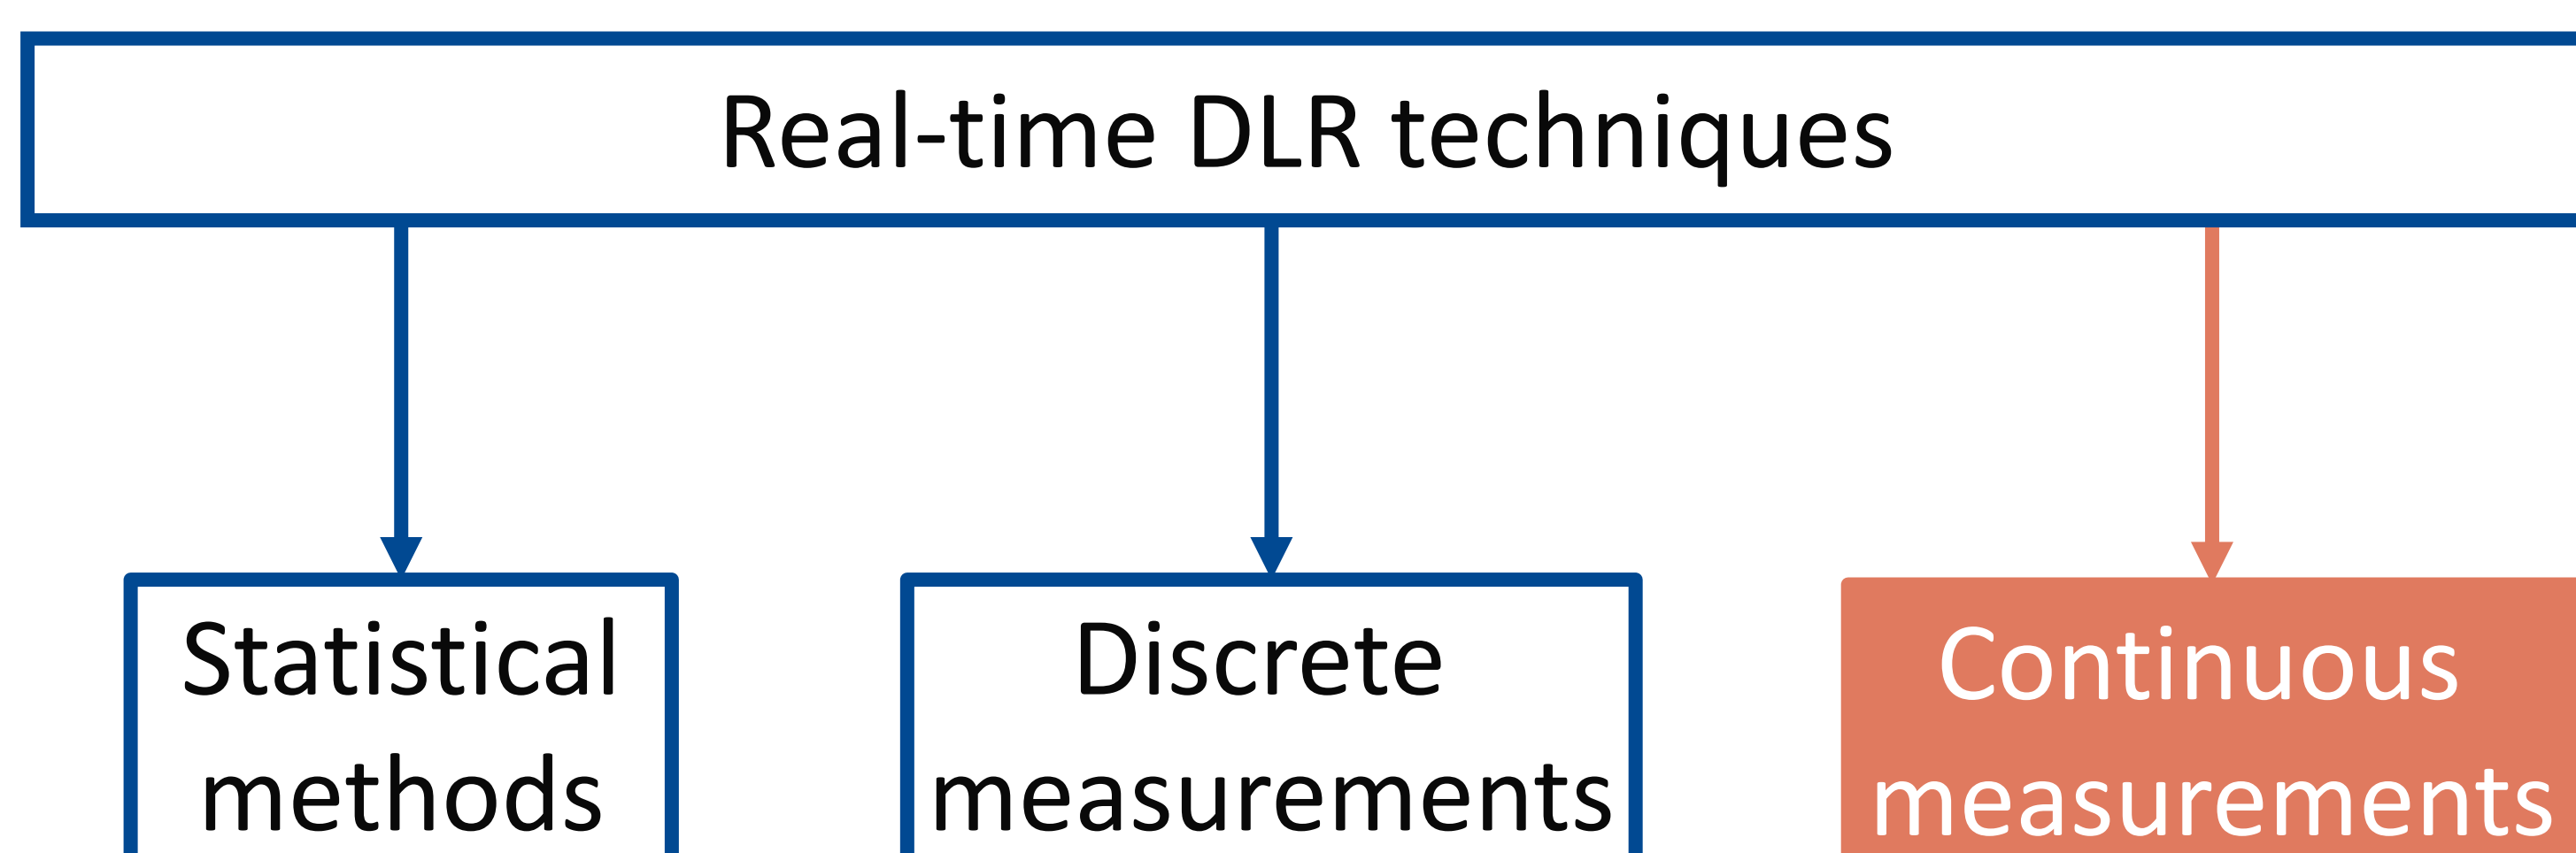 Real-time DLR techniques
Statistical
methods
Discrete
measurements
Continuous
measurements